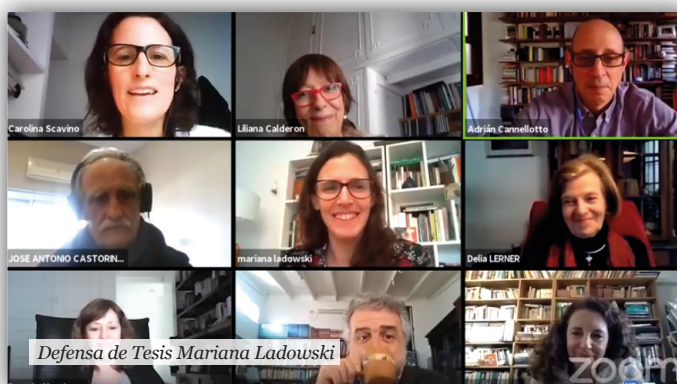 Carolina Scavino
Liliana Calderon
Adrián Cannellotto
JOSE ANTONIO CASTORIN...
mariana ladowski
Delia LERNER
Defensa de Tesis Mariana Ladowski
zoom